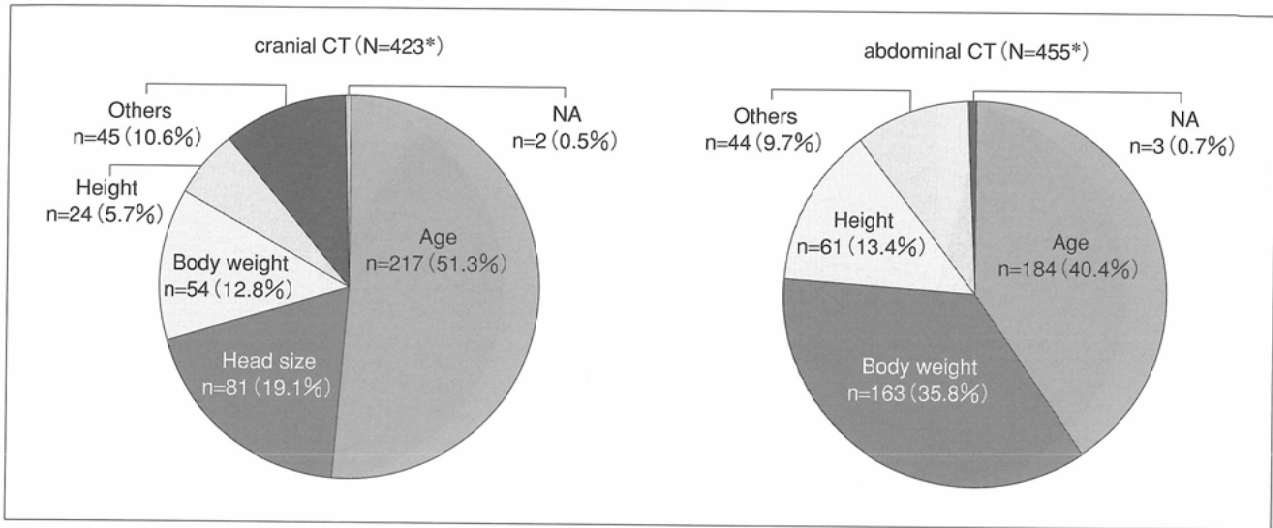 cranial CT (N=423*)
Others
n=45 (10.6%)
NA
n=2 (0.5%)
Height
n=24 (5.7%)
Age
n=217 (51.3%)
Body weight
n=54 (12.8%)
Head size
n=81 (19.1%)
abdominal CT (N=455*)
Others
n=44 (9.7%)
NA
n=3 (0.7%)
Height
n=61 (13.4%)
Age
n=184 (40.4%)
Body weight
n=163 (35.8%)